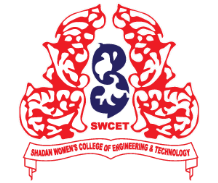 SWCET
SHADAN WOMEN'S COLLEGE OF ENGINEERING & TECHNOLOGY